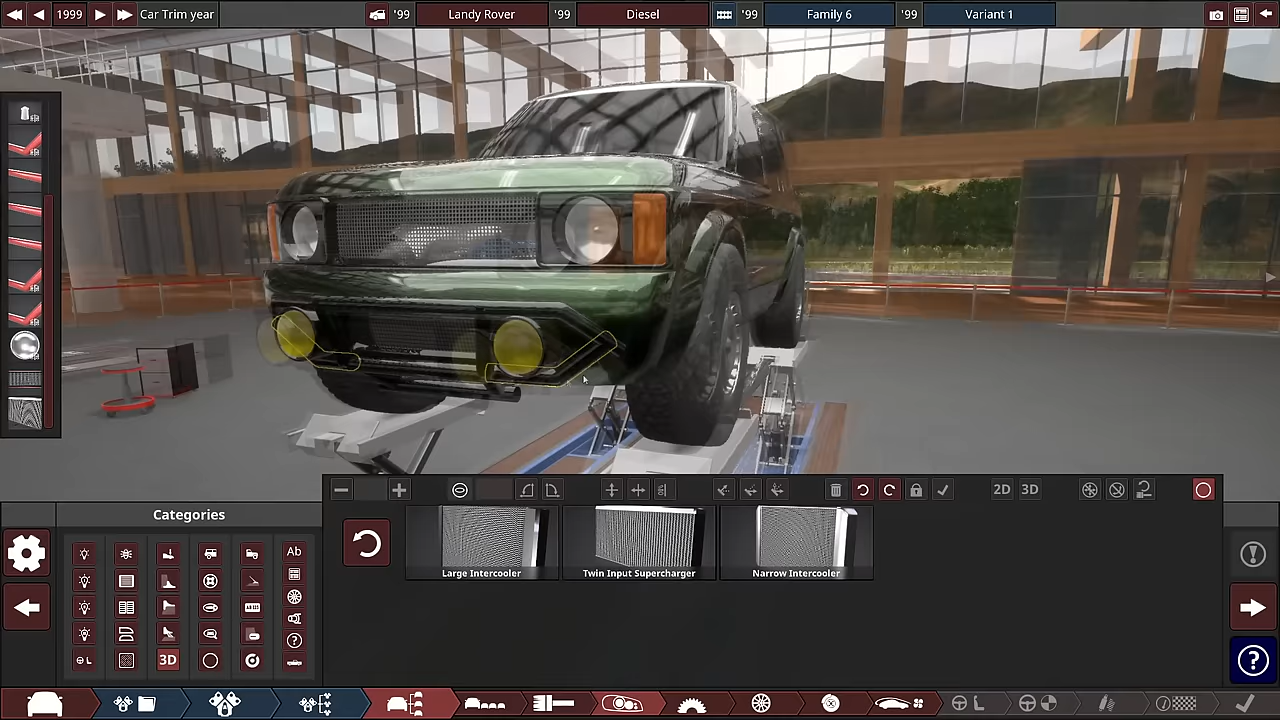 1999 Car Trim year '99 Landy Rover '99 Diesel '99 Family 6 '99 Variant 1
2D 3D
Categories
Ab
L 3D
Large Intercooler Twin Input Supercharger Narrow Intercooler